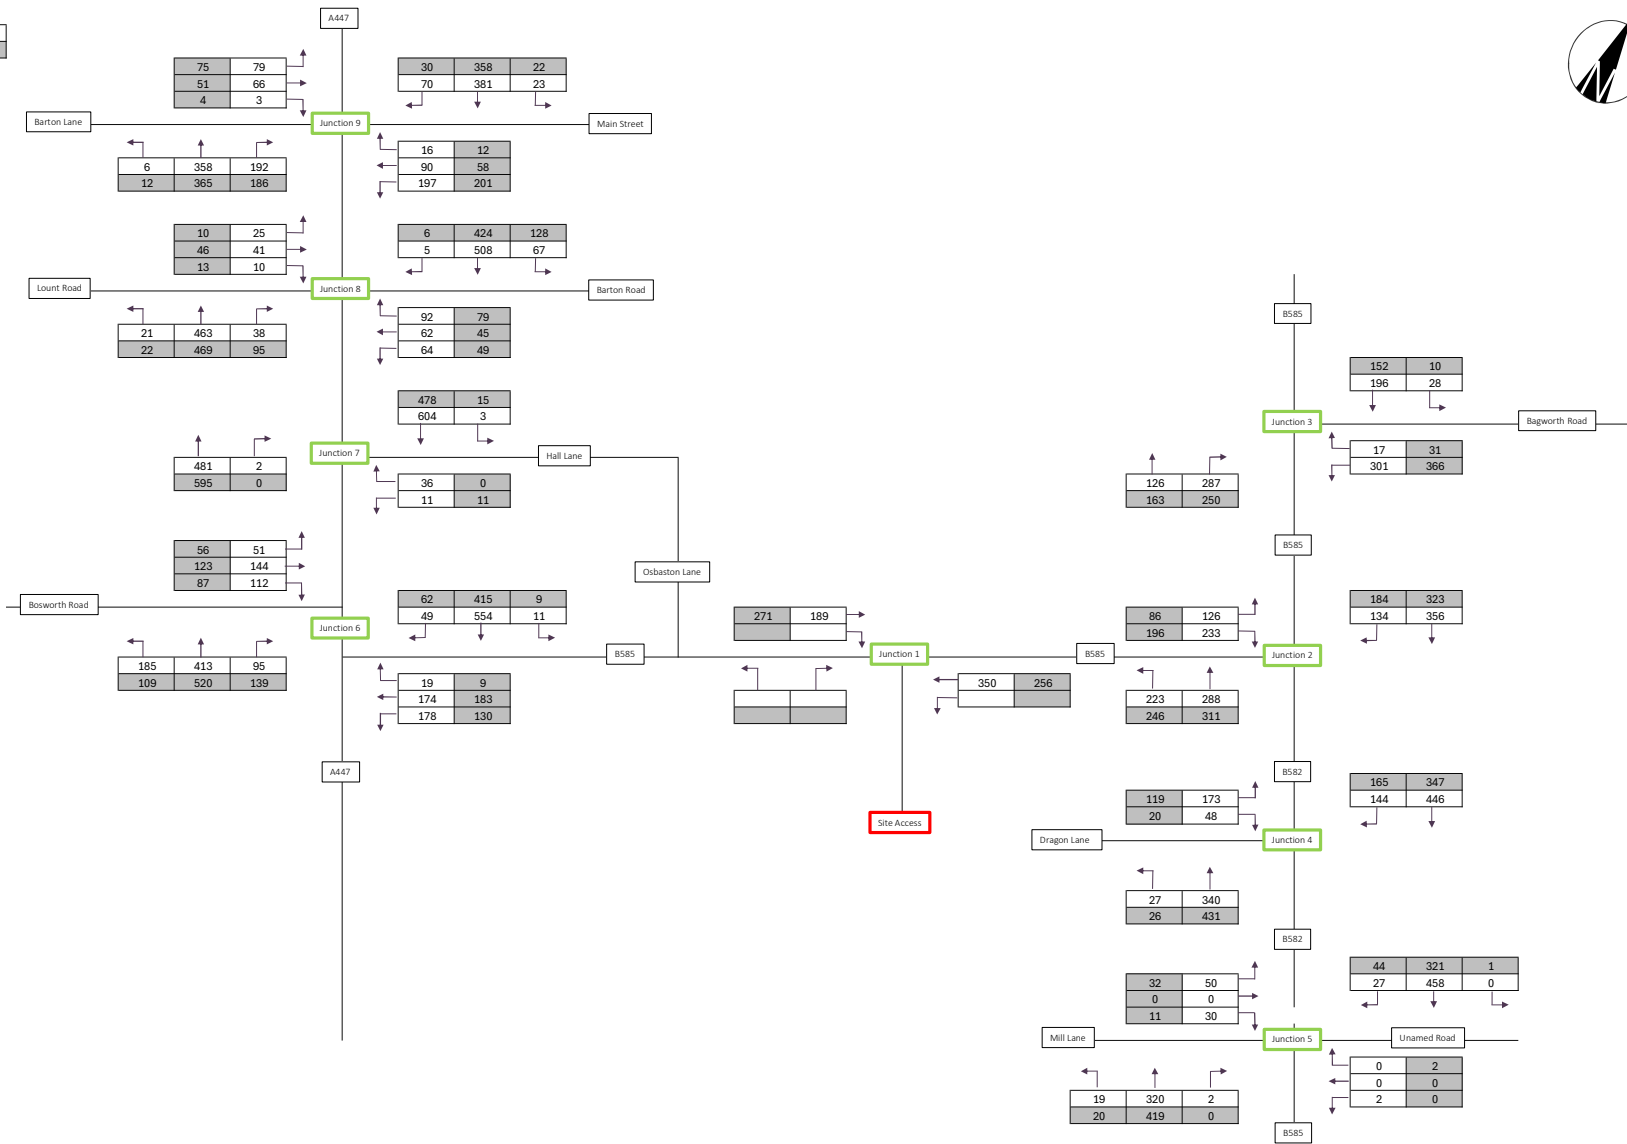 A447
75 79
51 66
4 3
30 358 22
70 381 23
Barton Lane
Junction 9
Main Street
6 358 192
12 365 186
16 12
90 58
197 201
10 25
46 41
13 10
6 424 128
5 508 67
Lount Road
Junction 8
Barton Road
21 463 38
22 469 95
92 79
62 45
64 49
478 15
604 3
Junction 7
Hall Lane
481 2
595 0
36 0
11 11
56 51
123 144
87 112
Osbaston Lane
Bosworth Road
Junction 6
62 415 9
49 554 11
185 413 95
109 520 139
B585
19 9
174 183
178 130
A447
271 189
Junction 1
350 256
Site Access
B585
B585
152 10
196 28
Junction 3
Bagworth Road
17 31
301 366
126 287
163 250
B585
86 126
196 233
184 323
134 356
Junction 2
223 288
246 311
B582
119 173
20 48
165 347
144 446
Dragon Lane
Junction 4
27 340
26 431
B582
32 50
0 0
11 30
44 321 1
27 458 0
Mill Lane
Junction 5
Unamed Road
19 320 2
20 419 0
0 2
0 0
2 0
B585
N